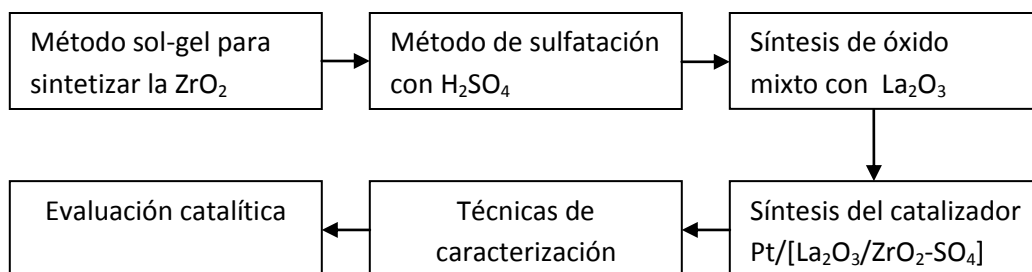 Método sol-gel para
sintetizar la ZrO₂
Método de sulfatación
con H₂SO₄
Síntesis de óxido
mixto con La₂O₃
Síntesis del catalizador
Pt/[La₂O₃/ZrO₂-SO₄]
Técnicas de
caracterización
Evaluación catalítica